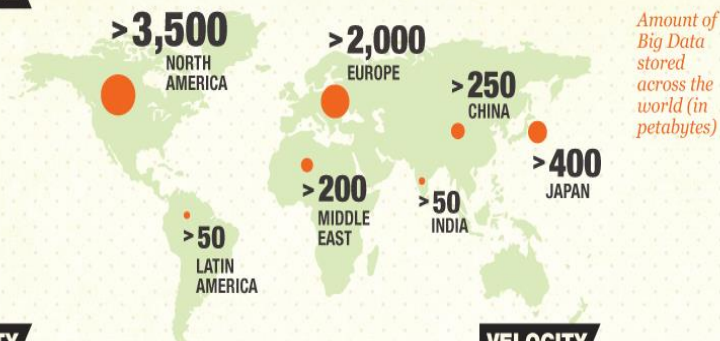 >3,500
NORTH
AMERICA
>2,000
EUROPE
>250
CHINA
>400
JAPAN
>200
MIDDLE
EAST
>50
INDIA
>50
LATIN
AMERICA
Amount of
Big Data
stored
across the
world (in
petabytes)
VELOCITY